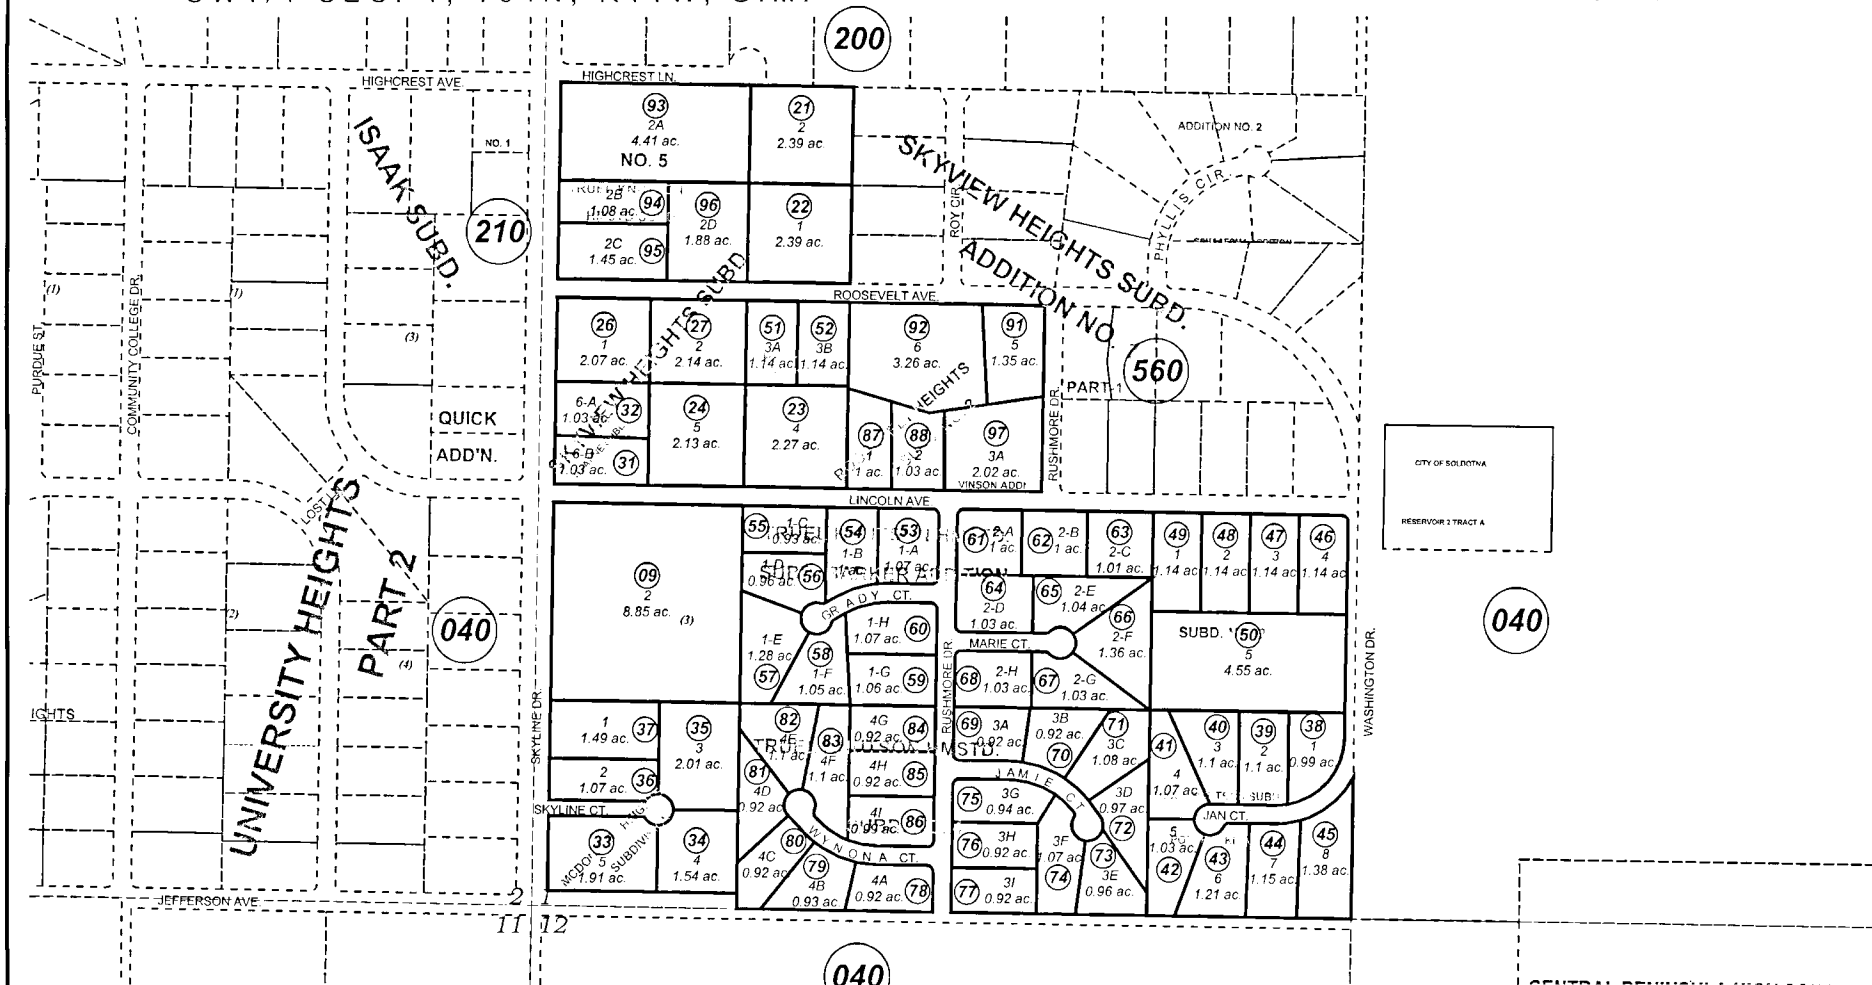 200
HIGHCREST AVE.
HIGHCREST LN.
93
2A
4.41 ac.
NO. 5
21
2
2.39 ac.
ADDITION NO. 2
NO. 1
ISAAK SUBD.
210
2B
1.08 ac.
94
2C
1.45 ac.
95
96
2D
1.88 ac.
22
1
2.39 ac.
ROY CIR.
PHYLLIS CIR.
SKYVIEW HEIGHTS SUBD.
ADDITION NO.
ROOSEVELT AVE.
(1)
(1)
(3)
PURDUE ST.
COMMUNITY COLLEGE DR.
26
1
2.07 ac.
27
2
2.14 ac.
51
3A
1.14 ac.
52
3B
1.14 ac.
92
6
3.26 ac.
91
5
1.35 ac.
560
PART 1
RUSHMORE DR.
6-A
1.03 ac.
32
6-B
1.03 ac.
31
24
5
2.13 ac.
23
4
2.27 ac.
87
1
1 ac.
88
2
1.03 ac.
97
3A
2.02 ac.
VINSON ADDN
QUICK
ADD'N.
CITY OF SOLDOTNA
RESERVOIR 2 TRACT A
LINCOLN AVE
UNIVERSITY HEIGHTS
PART 2
040
(2)
(4)
09
2
8.85 ac.
(3)
55
1-C
0.93 ac.
54
1-B
53
1-A
1.07 ac.
1-D
0.96 ac.
56
GRADY CT.
1-E
1.28 ac.
57
58
1-F
1.05 ac.
1-H
1.07 ac.
60
1-G
1.06 ac.
59
61
2-A
1 ac.
62
2-B
1 ac.
63
2-C
1.01 ac.
49
1
1.14 ac.
48
2
1.14 ac.
47
3
1.14 ac.
46
4
1.14 ac.
64
2-D
1.03 ac.
65
2-E
1.04 ac.
66
2-F
1.36 ac.
MARIE CT.
68
2-H
1.03 ac.
67
2-G
1.03 ac.
SUBD.
50
5
4.55 ac.
040
WASHINGTON DR.
RUSHMORE DR.
SKYLINE DR.
1
1.49 ac.
37
2
1.07 ac.
36
35
3
2.01 ac.
SKYLINE CT.
33
5
1.91 ac.
34
4
1.54 ac.
82
4E
1.1 ac.
83
4F
1.1 ac.
4G
0.92 ac.
84
4H
0.92 ac.
85
4I
0.99 ac.
86
81
4D
0.92 ac.
4C
0.92 ac.
80
79
4B
0.93 ac.
4A
0.92 ac.
78
WYNONA CT.
69
3A
0.92 ac.
3B
0.92 ac.
70
71
3C
1.08 ac.
JAMIE CT.
75
3G
0.94 ac.
76
3H
0.92 ac.
77
3I
0.92 ac.
3F
1.07 ac.
74
3D
0.97 ac.
72
73
3E
0.96 ac.
41
4
1.07 ac.
40
3
1.1 ac.
39
2
1.1 ac.
38
1
0.99 ac.
JAN CT.
5
1.03 ac.
42
43
6
1.21 ac.
44
7
1.15 ac.
45
8
1.38 ac.
JEFFERSON AVE.
2 1
11 12
040